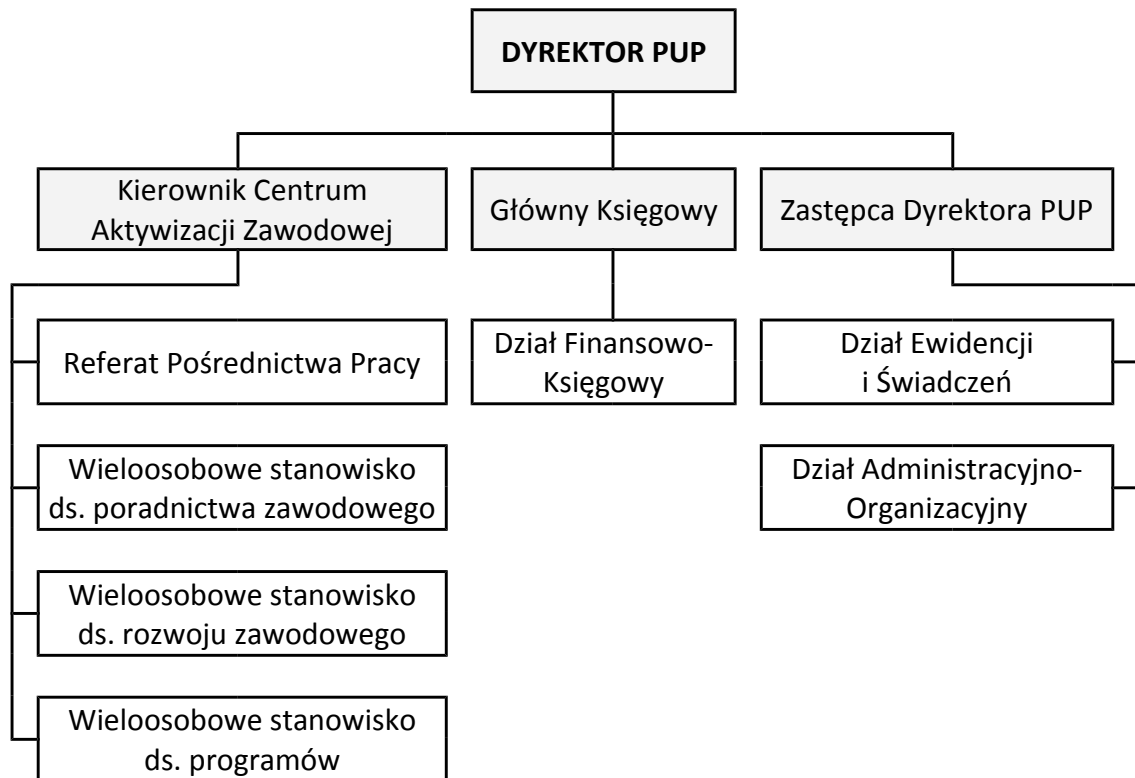 DYREKTOR PUP
Kierownik Centrum
Aktywizacji Zawodowej
Główny Księgowy
Zastępca Dyrektora PUP
Referat Pośrednictwa Pracy
Dział Finansowo-
Księgowy
Dział Ewidencji
i Świadczeń
Wieloosobowe stanowisko
ds. poradnictwa zawodowego
Dział Administracyjno-
Organizacyjny
Wieloosobowe stanowisko
ds. rozwoju zawodowego
Wieloosobowe stanowisko
ds. programów